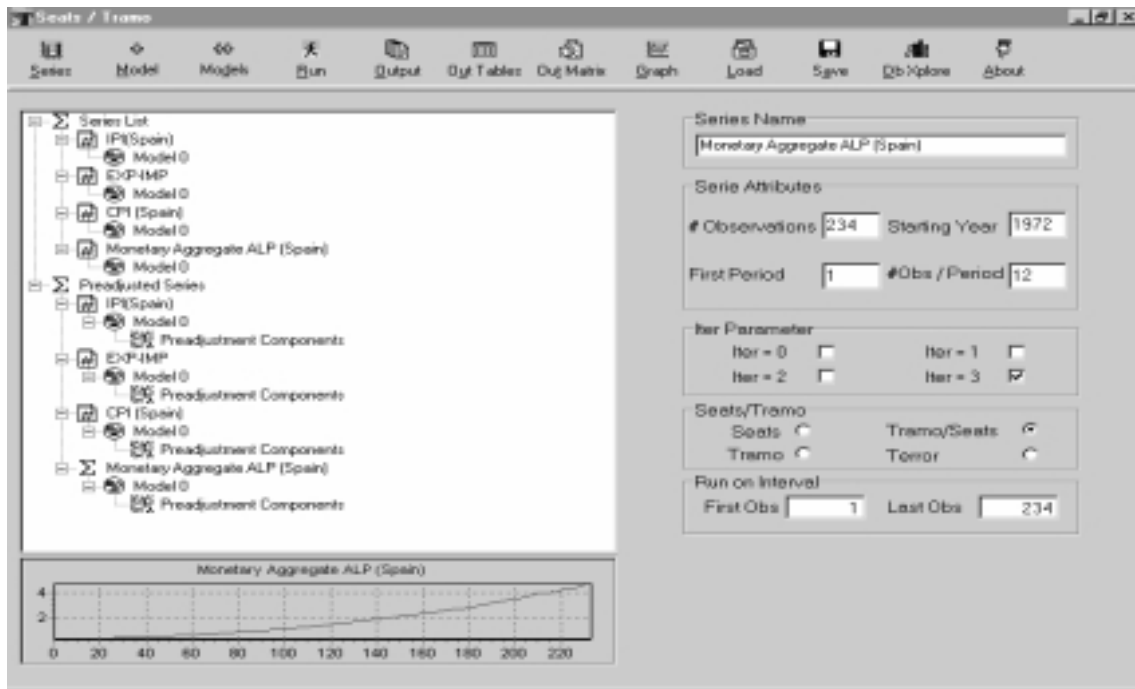 Seats / Tramo
Series Model Models Run Output Out Tables Out Matrix Graph Load Save Db Xplore About
Series List
IPI(Spain)
Model 0
EXP-IMP
Model 0
CPI (Spain)
Model 0
Monetary Aggregate ALP (Spain)
Model 0
Preadjusted Series
IPI(Spain)
Model 0
Preadjustment Components
EXP-IMP
Model 0
Preadjustment Components
CPI (Spain)
Model 0
Preadjustment Components
Monetary Aggregate ALP (Spain)
Model 0
Preadjustment Components
Monetary Aggregate ALP (Spain)
4
2
0 20 40 60 80 100 120 140 160 180 200 220
Series Name
Monetary Aggregate ALP (Spain)
Serie Attributes
# Observations 234 Starting Year 1972
First Period 1 #Obs / Period 12
Iter Parameter
Iter = 0 Iter = 1
Iter = 2 Iter = 3
Seats/Tramo
Seats Tramo/Seats
Tramo Terror
Run on Interval
First Obs 1 Last Obs 234